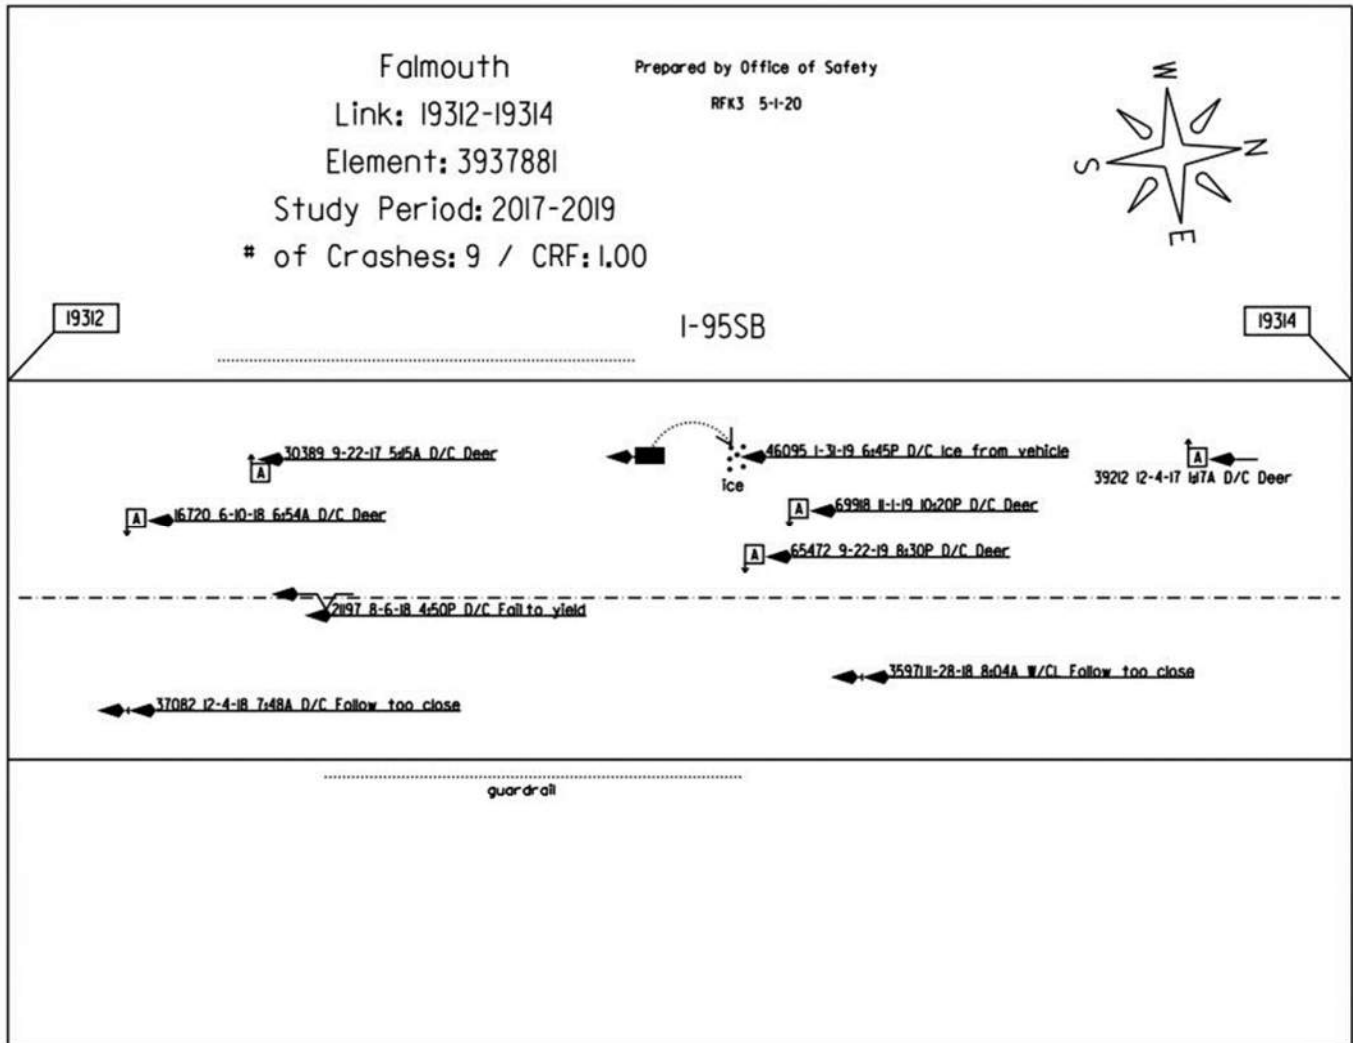 Falmouth
Link: 19312-19314
Element: 3937881
Study Period: 2017-2019
# of Crashes: 9 / CRF: 1.00
Prepared by Office of Safety
RFK3 5-1-20
W
N
S
E
19312
I-95SB
19314
30389 9-22-17 5:15A D/C Deer
A
46095 1-31-19 6:45P D/C Ice from vehicle
ice
A
39212 12-4-17 1:17A D/C Deer
A
16720 6-10-18 6:54A D/C Deer
A
69918 11-1-19 10:20P D/C Deer
A
65472 9-22-19 8:30P D/C Deer
21197 8-6-18 4:50P D/C Fail to yield
35971 11-28-18 8:04A W/CL Follow too close
37082 12-4-18 7:48A D/C Follow too close
guardrail